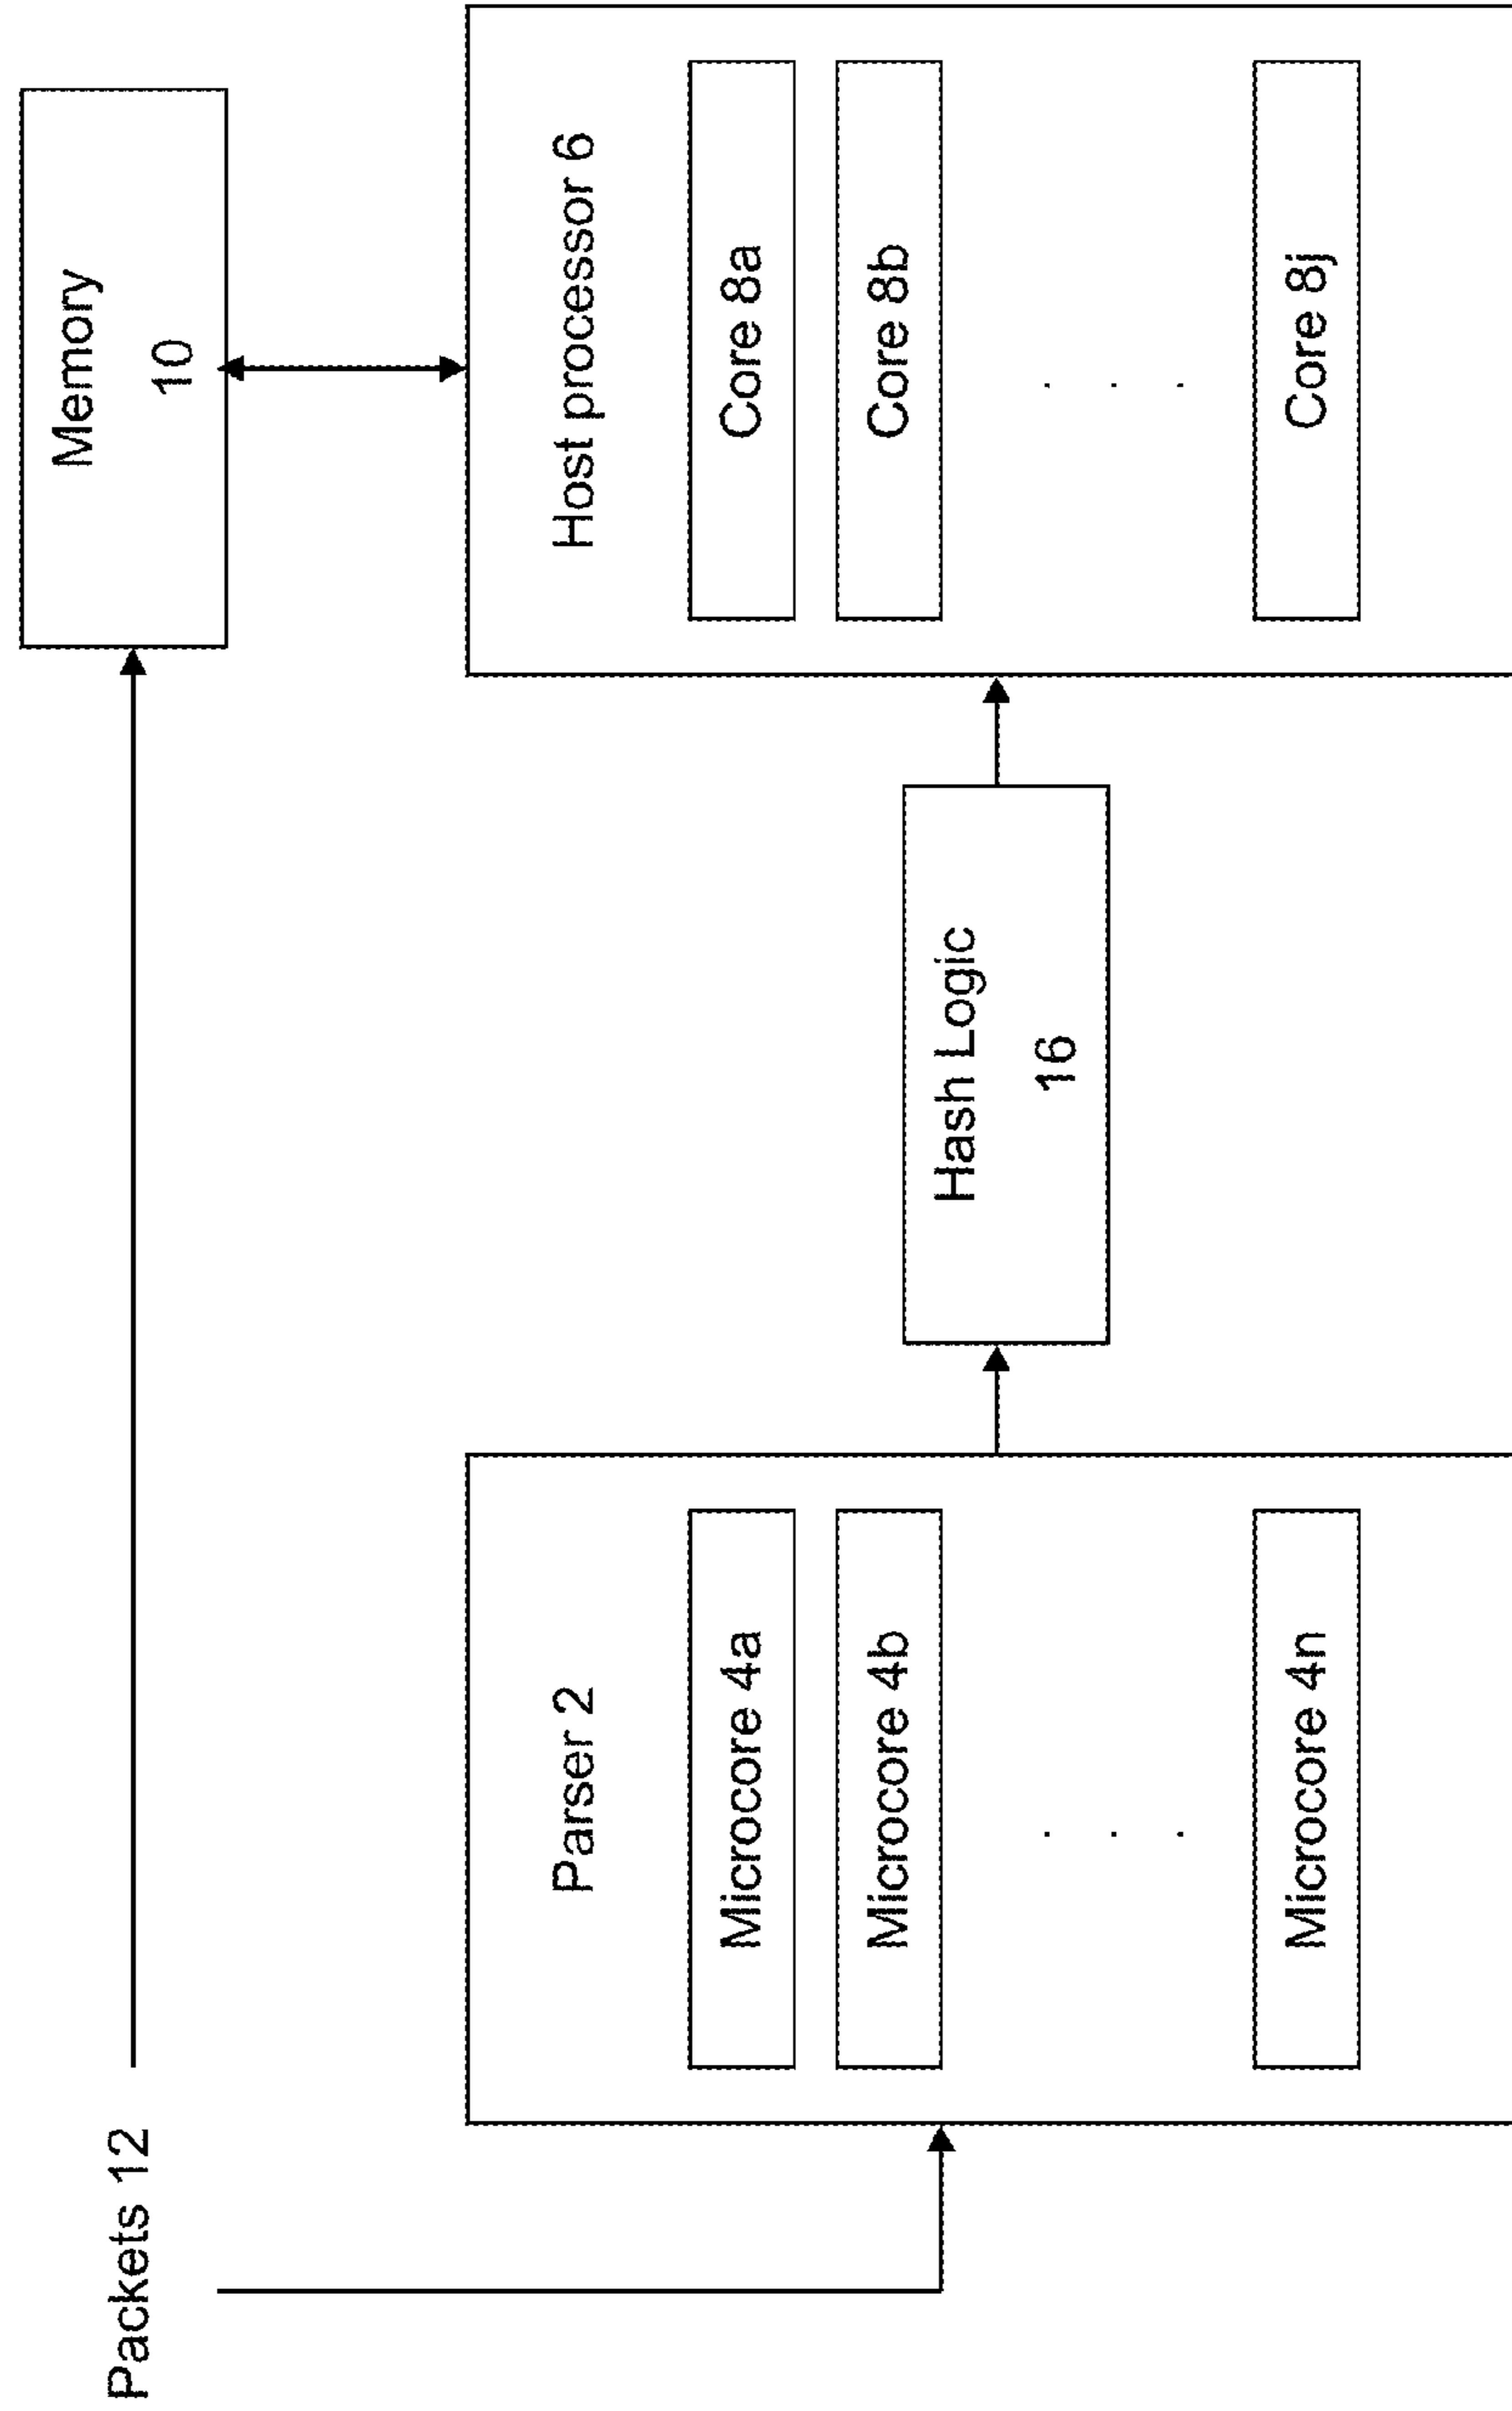 Packets 12
Memory
10
Parser 2
Microcore 4a
Microcore 4b
. . .
Microcore 4n
Hash Logic
16
Host processor 6
Core 8a
Core 8b
. . .
Core 8j